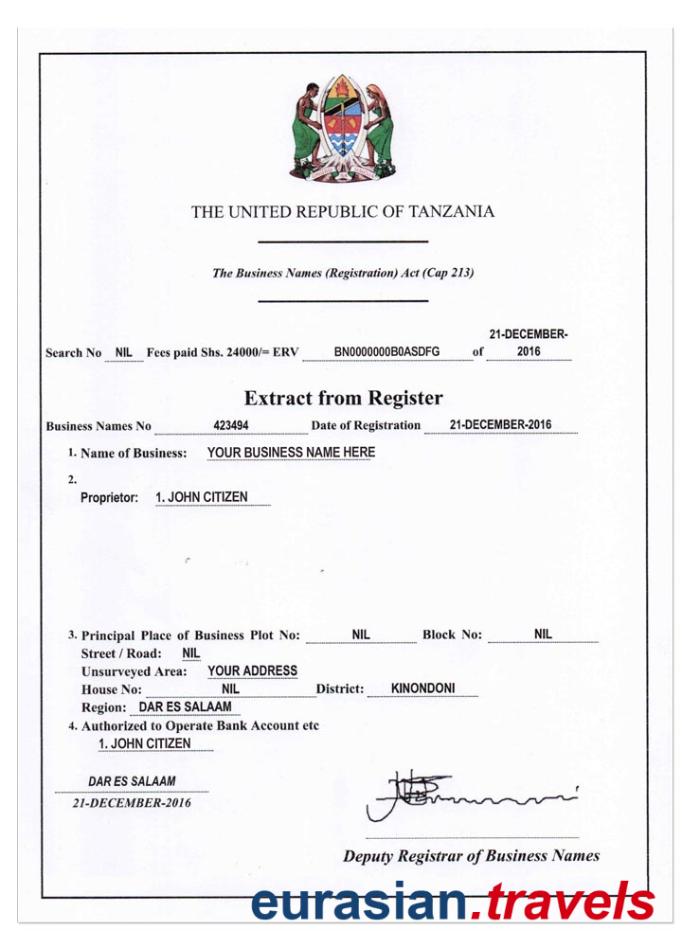 THE UNITED REPUBLIC OF TANZANIA
The Business Names (Registration) Act (Cap 213)
21-DECEMBER-
Search No NIL Fees paid Shs. 24000/= ERV BN0000000B0ASDFG of 2016
Extract from Register
Business Names No 423494 Date of Registration 21-DECEMBER-2016
1. Name of Business: YOUR BUSINESS NAME HERE
2.
Proprietor: 1. JOHN CITIZEN
3. Principal Place of Business Plot No: NIL Block No: NIL
Street / Road: NIL
Unsurveyed Area: YOUR ADDRESS
House No: NIL District: KINONDONI
Region: DAR ES SALAAM
4. Authorized to Operate Bank Account etc
1. JOHN CITIZEN
DAR ES SALAAM
21-DECEMBER-2016
Deputy Registrar of Business Names
eurasian.travels